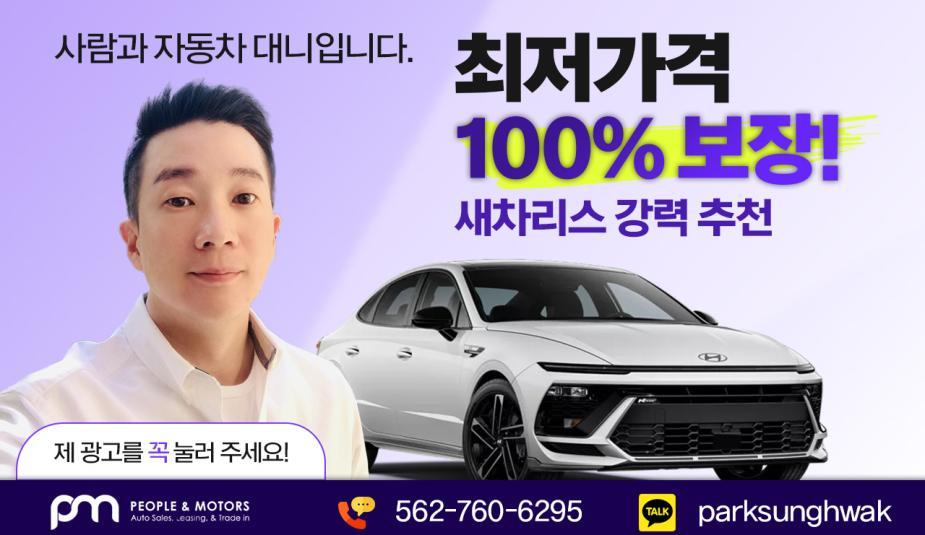 사람과 자동차 대니입니다.
최저가격
100% 보장!
새차리스 강력 추천
제 광고를 꼭 눌러 주세요!
pm PEOPLE & MOTORS
Auto Sales, Leasing, & Trade in
562-760-6295
TALK parksunghwak